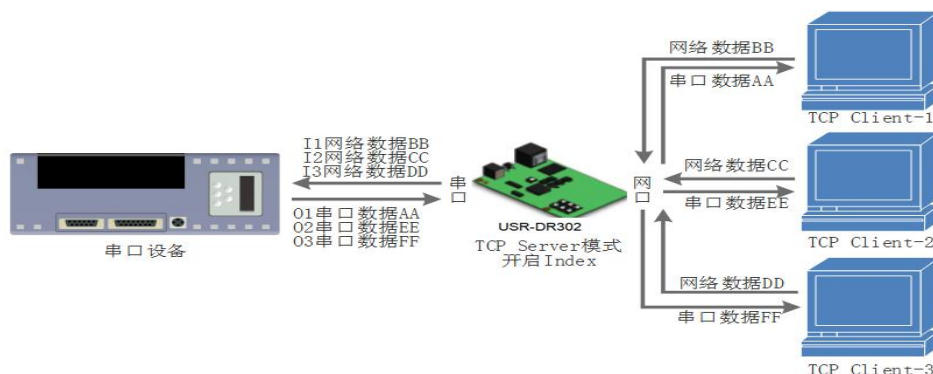 网络数据BB
串口数据AA
TCP Client-1
I1网络数据BB
I2网络数据CC
I3网络数据DD
串口
网口
网络数据CC
串口数据EE
O1串口数据AA
O2串口数据EE
O3串口数据FF
串口设备
USR-DR302
TCP Server模式
开启Index
TCP Client-2
网络数据DD
串口数据FF
TCP Client-3